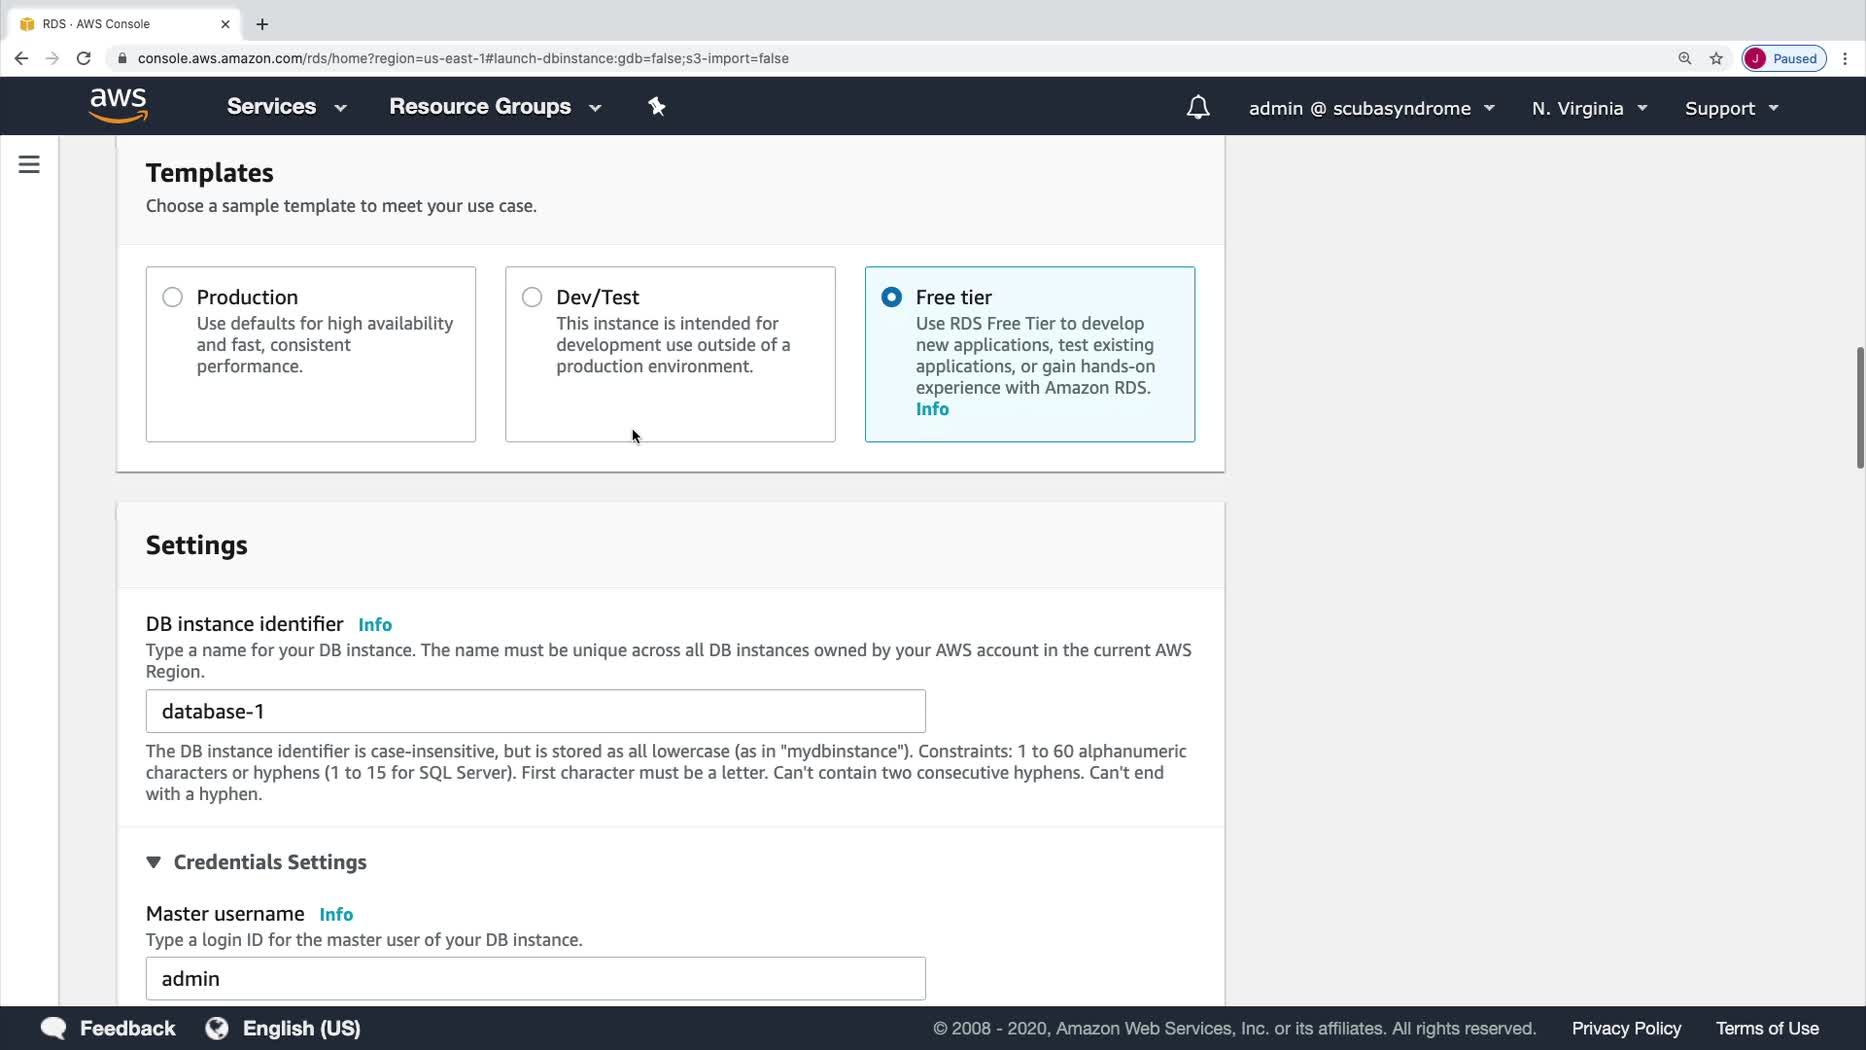 RDS · AWS Console
console.aws.amazon.com/rds/home?region=us-east-1#launch-dbinstance:gdb=false;s3-import=false
J Paused
aws Services Resource Groups admin @ scubasyndrome N. Virginia Support
Templates
Choose a sample template to meet your use case.
Production
Use defaults for high availability
and fast, consistent
performance.
Dev/Test
This instance is intended for
development use outside of a
production environment.
Free tier
Use RDS Free Tier to develop
new applications, test existing
applications, or gain hands-on
experience with Amazon RDS.
Info
Settings
DB instance identifier Info
Type a name for your DB instance. The name must be unique across all DB instances owned by your AWS account in the current AWS
Region.
database-1
The DB instance identifier is case-insensitive, but is stored as all lowercase (as in "mydbinstance"). Constraints: 1 to 60 alphanumeric
characters or hyphens (1 to 15 for SQL Server). First character must be a letter. Can't contain two consecutive hyphens. Can't end
with a hyphen.
Credentials Settings
Master username Info
Type a login ID for the master user of your DB instance.
admin
Feedback English (US) © 2008 - 2020, Amazon Web Services, Inc. or its affiliates. All rights reserved. Privacy Policy Terms of Use